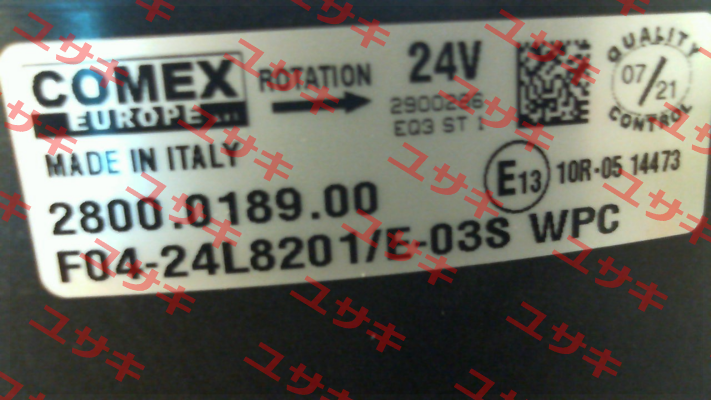 COMEX
EUROPE
ROTATION
24V
2900286
EQ3 ST 1
QUALITY
07/21
CONTROL
MADE IN ITALY
E13 10R-05 14473
2800.0189.00
F04-24L8201/E-03S WPC
ユサキ